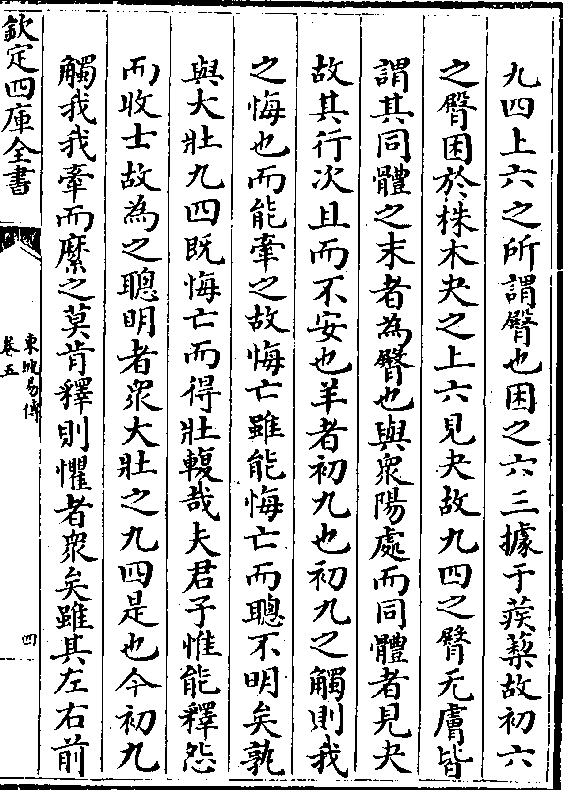 九四上六之所謂臀也困之六三據于蒺蔾故初六
之臀困於株木夬之上六見夬故九四之臀无膚皆
謂其同體之末者為臀也與衆陽處而同體者見夬
故其行次且而不安也羊者初九也初九之觸則我
之悔也而能牽之故悔亡雖能悔亡而聰不明矣孰
與大壯九四既悔亡而得壯輹哉夫君子惟能釋怨
而收士故為之聰明者衆大壯之九四是也今初九
觸我我牽而縻之莫肯釋則懼者衆矣雖其左右前
欽定四庫全書
東坡易傳
卷五
四